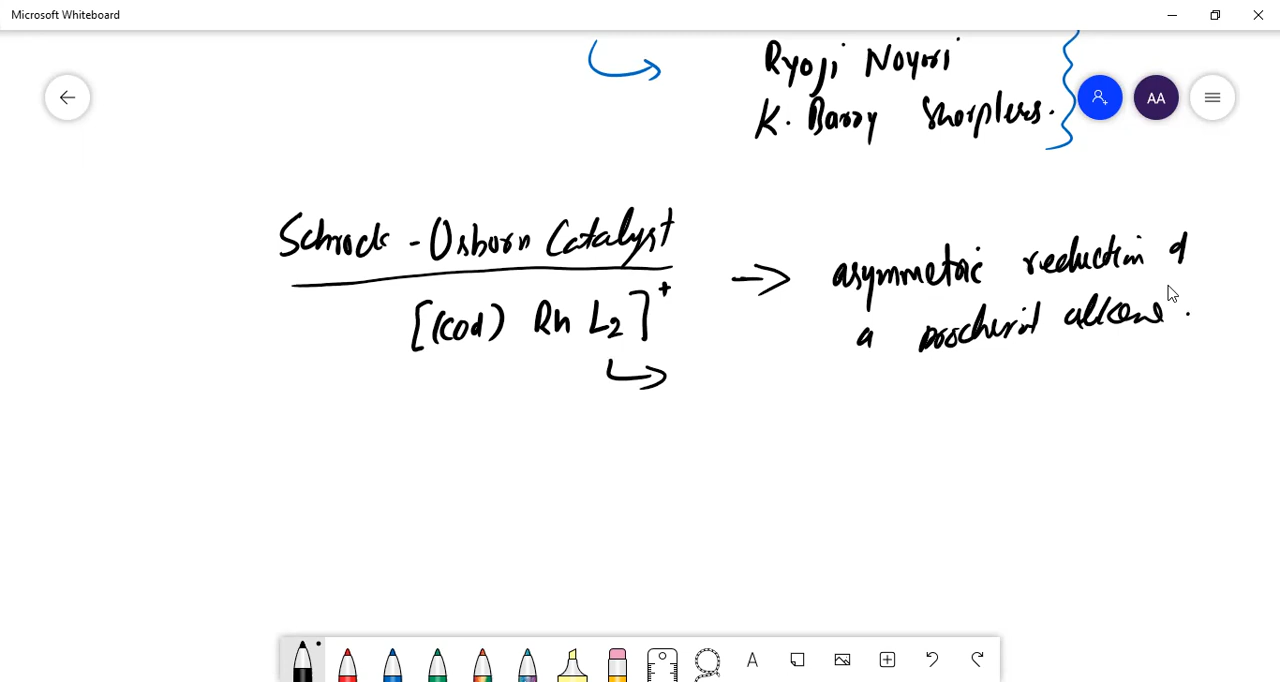 Microsoft Whiteboard
Ryoji Noyori
K. Barry Sharpless.
AA
Schrock - Osborn Catalyst
[(cod) Rh L2]+
→ asymmetric reduction of
a prochiral alkene.
A